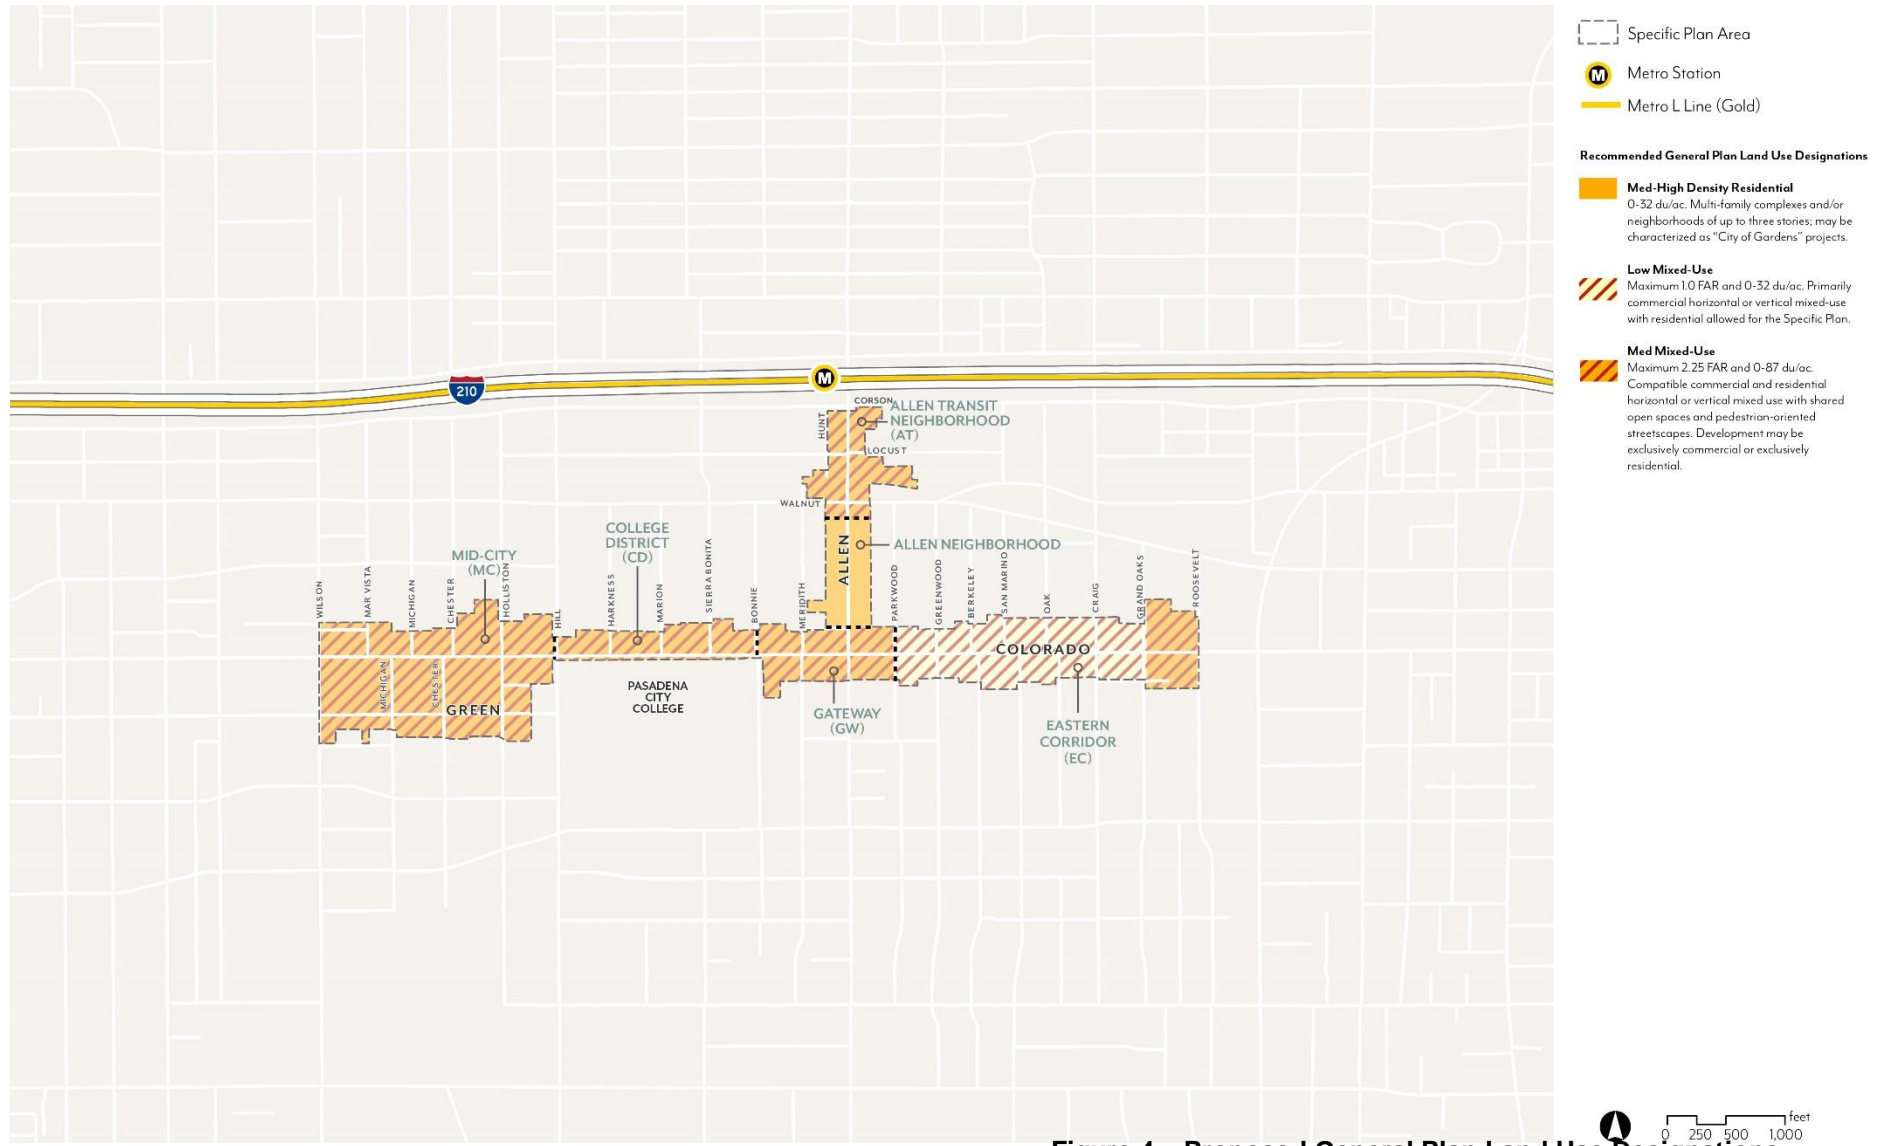 Specific Plan Area
M
Metro Station
Metro L Line (Gold)
Recommended General Plan Land Use Designations
Med-High Density Residential
0-32 du/ac. Multi-family complexes and/or
neighborhoods of up to three stories; may be
characterized as “City of Gardens” projects.
Low Mixed-Use
Maximum 1.0 FAR and 0-32 du/ac. Primarily
commercial horizontal or vertical mixed-use
with residential allowed for the Specific Plan.
Med Mixed-Use
Maximum 2.25 FAR and 0-87 du/ac.
Compatible commercial and residential
horizontal or vertical mixed use with shared
open spaces and pedestrian-oriented
streetscapes. Development may be
exclusively commercial or exclusively
residential.
210
M
CORSON
HUNT
ALLEN TRANSIT
NEIGHBORHOOD
(AT)
LOCUST
WALNUT
ALLEN
ALLEN NEIGHBORHOOD
COLLEGE
DISTRICT
(CD)
MID-CITY
(MC)
WILSON
MAR VISTA
MICHIGAN
CHESTER
HOLLISTON
HILL
HARKNESS
MARION
SIERRA BONITA
BONNIE
MERIDITH
PARKWOOD
GREENWOOD
BERKELEY
SAN MARINO
OAK
CRAIG
GRAND OAKS
ROOSEVELT
COLORADO
MICHIGAN
CHESTER
GREEN
PASADENA
CITY
COLLEGE
GATEWAY
(GW)
EASTERN
CORRIDOR
(EC)
feet
0 250 500 1,000
Figure 4 Proposed General Plan Land Use Designations